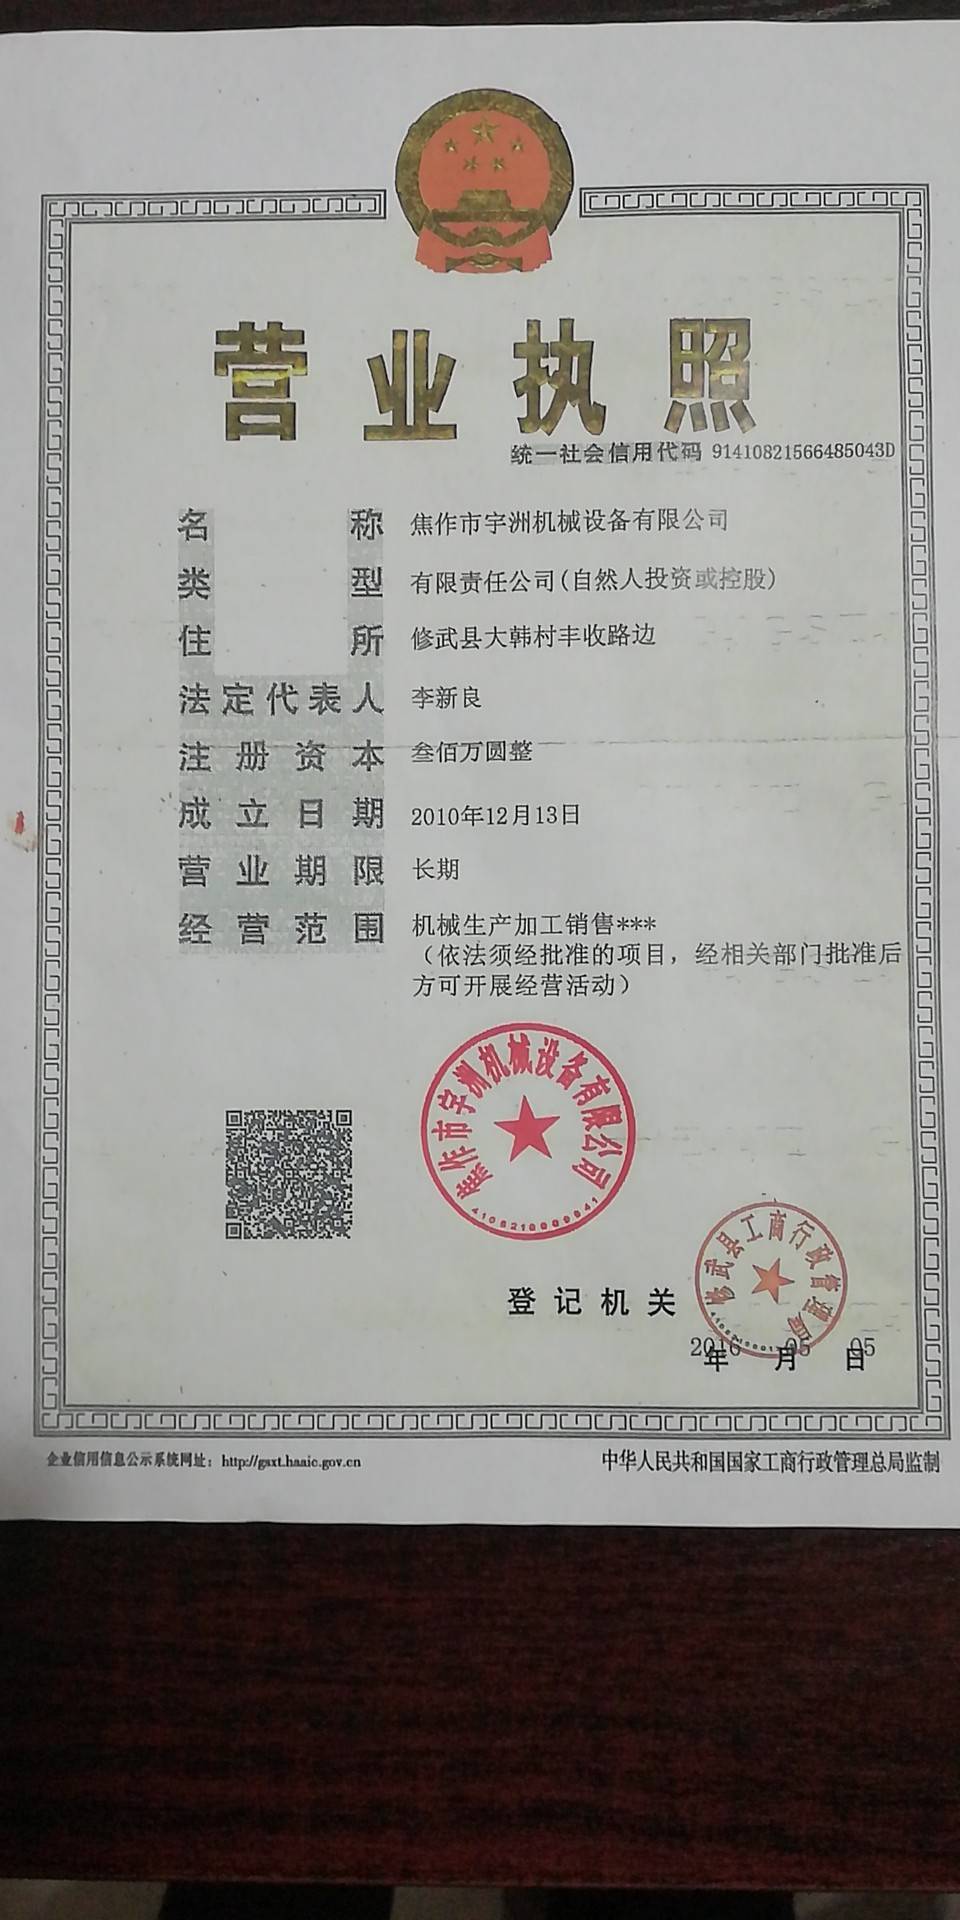 营业执照
统一社会信用代码 91410821566485043D
名称 焦作市宇洲机械设备有限公司
类型 有限责任公司(自然人投资或控股)
住所 修武县大韩村丰收路边
法定代表人 李新良
注册资本 叁佰万圆整
成立日期 2010年12月13日
营业期限 长期
经营范围 机械生产加工销售***
（依法须经批准的项目，经相关部门批准后
方可开展经营活动）
焦作市宇洲机械设备有限公司
修武县工商行政管理局
登记机关
2016年05月05日
企业信用信息公示系统网址：http://gsxt.haaic.gov.cn
中华人民共和国国家工商行政管理总局监制